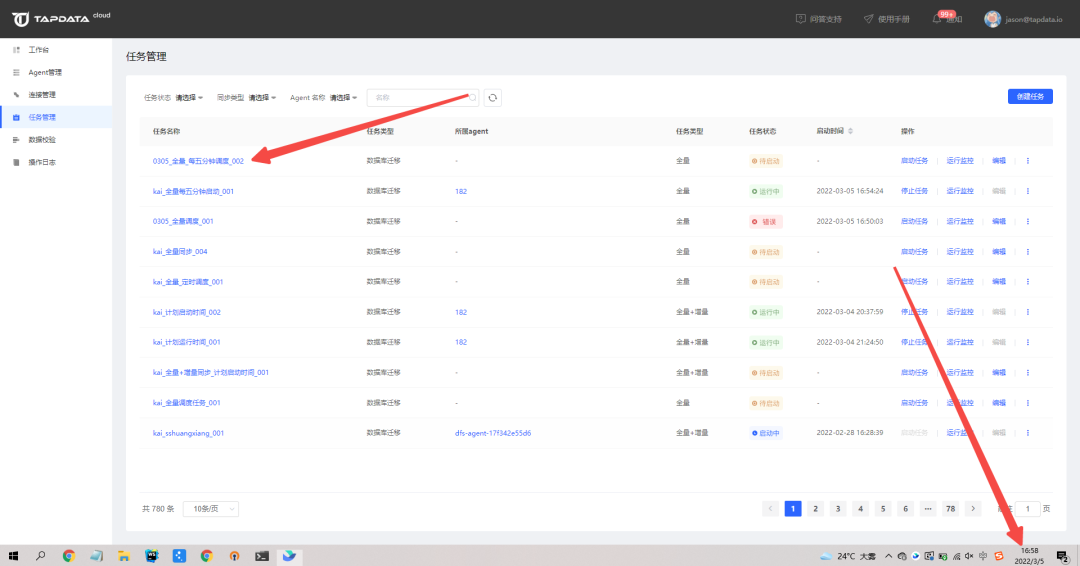 TAPDATA cloud
问答支持
使用手册
99+
通知
jason@tapdata.io
工作台
Agent管理
连接管理
任务管理
数据校验
操作日志
任务管理
任务状态 请选择 同步类型 请选择 Agent 名称 请选择 名称
创建任务
任务名称 任务类型 所属agent 任务类型 任务状态 启动时间 操作
0305_全量_每五分钟调度_002 数据库迁移 - 全量 待启动 - 启动任务 运行监控 编辑
kai_全量每五分钟启动_001 数据库迁移 182 全量 运行中 2022-03-05 16:54:24 停止任务 运行监控 编辑
0305_全量调度_001 数据库迁移 - 全量 错误 2022-03-05 16:50:03 启动任务 运行监控 编辑
kai_全量同步_004 数据库迁移 - 全量 待启动 - 启动任务 运行监控 编辑
kai_全量_定时调度_001 数据库迁移 - 全量 待启动 - 启动任务 运行监控 编辑
kai_计划启动时间_002 数据库迁移 182 全量+增量 运行中 2022-03-04 20:37:59 停止任务 运行监控 编辑
kai_计划运行时间_001 数据库迁移 182 全量+增量 运行中 2022-03-04 21:24:50 停止任务 运行监控 编辑
kai_全量+增量同步_计划启动时间_001 数据库迁移 - 全量+增量 待启动 - 启动任务 运行监控 编辑
kai_全量调度任务_001 数据库迁移 - 全量 待启动 - 启动任务 运行监控 编辑
kai_sshuangxiang_001 数据库迁移 dfs-agent-17f342e55d6 全量+增量 启动中 2022-02-28 16:28:39 启动任务 运行监控 编辑
共 780 条 10条/页 1 2 3 4 5 6 ··· 78 1 页
24°C 大雾 中
16:58
2022/3/5
2